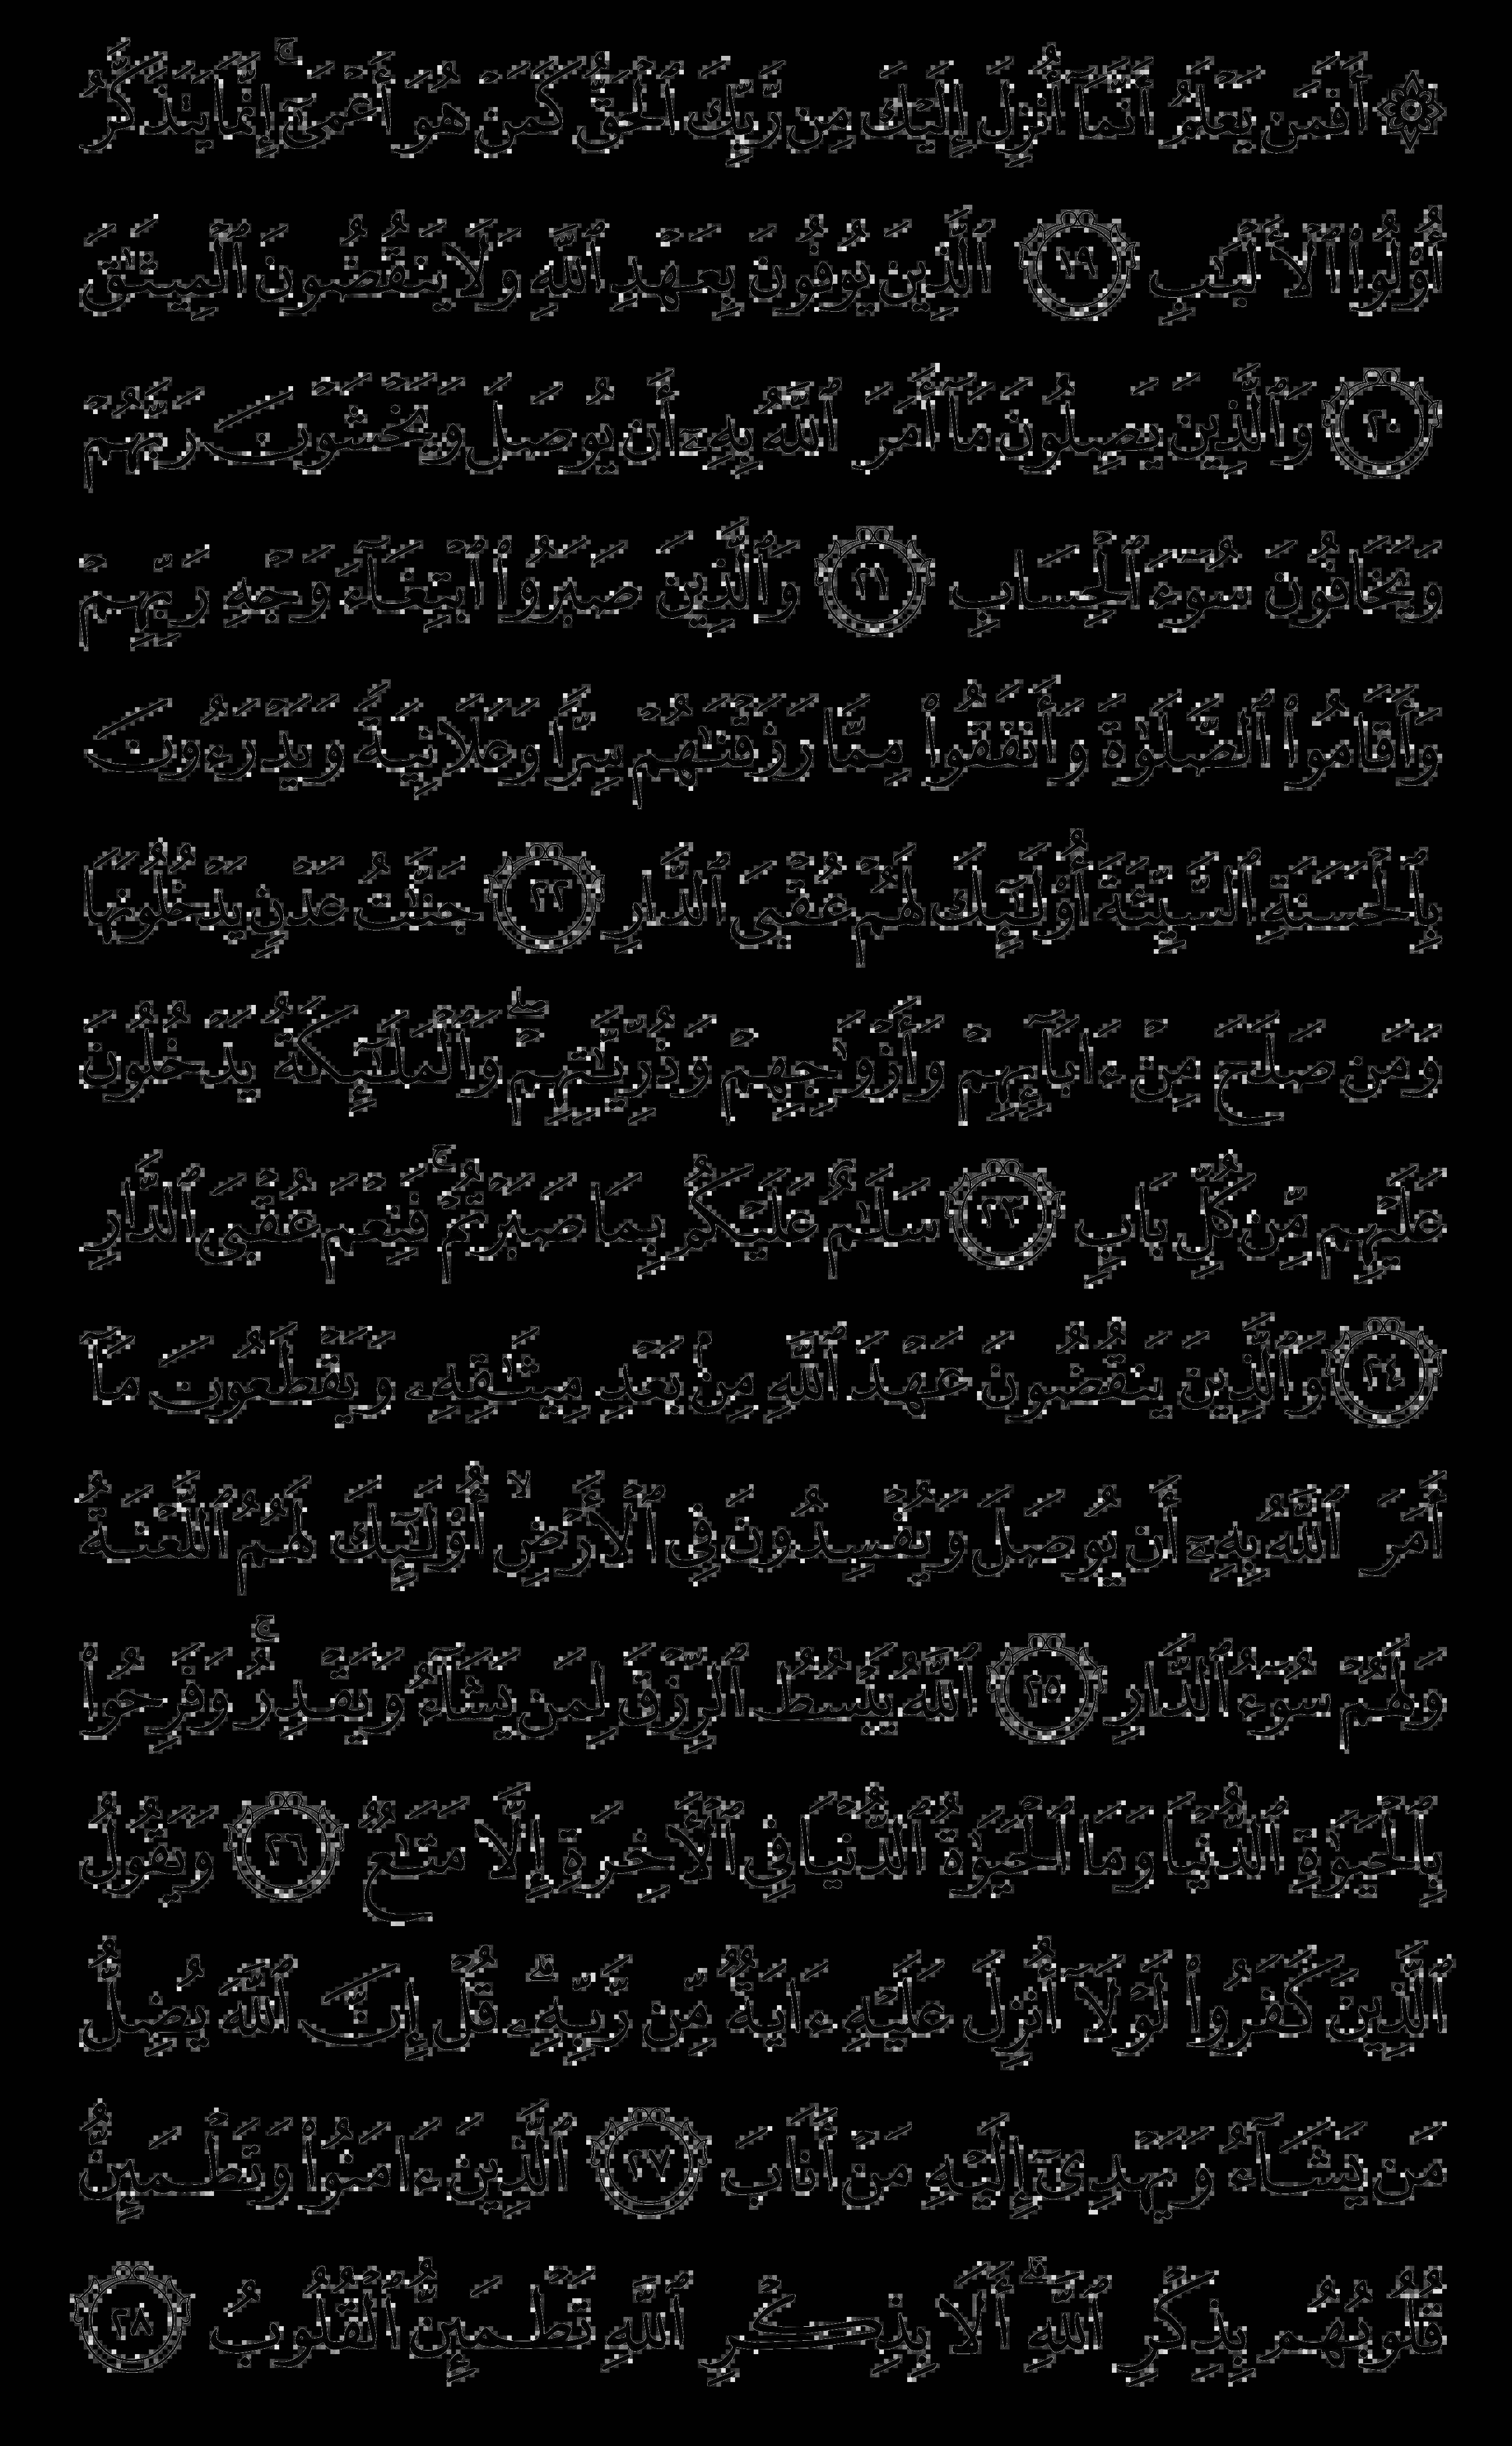 ۞ أَفَمَن يَعْلَمُ أَنَّمَآ أُنزِلَ إِلَيْكَ مِن رَّبِّكَ ٱلْحَقُّ كَمَنْ هُوَ أَعْمَىٰٓ ۚ إِنَّمَا يَتَذَكَّرُ
أُو۟لُوا۟ ٱلْأَلْبَـٰبِ ١٩ ٱلَّذِينَ يُوفُونَ بِعَهْدِ ٱللَّهِ وَلَا يَنقُضُونَ ٱلْمِيثَـٰقَ
٢٠ وَٱلَّذِينَ يَصِلُونَ مَآ أَمَرَ ٱللَّهُ بِهِۦٓ أَن يُوصَلَ وَيَخْشَوْنَ رَبَّهُمْ
وَيَخَافُونَ سُوٓءَ ٱلْحِسَابِ ٢١ وَٱلَّذِينَ صَبَرُوا۟ ٱبْتِغَآءَ وَجْهِ رَبِّهِمْ
وَأَقَامُوا۟ ٱلصَّلَوٰةَ وَأَنفَقُوا۟ مِمَّا رَزَقْنَـٰهُمْ سِرًّا وَعَلَانِيَةً وَيَدْرَءُونَ
بِٱلْحَسَنَةِ ٱلسَّيِّئَةَ أُو۟لَـٰٓئِكَ لَهُمْ عُقْبَى ٱلدَّارِ ٢٢ جَنَّـٰتُ عَدْنٍ يَدْخُلُونَهَا
وَمَن صَلَحَ مِنْ ءَابَآئِهِمْ وَأَزْوَٰجِهِمْ وَذُرِّيَّـٰتِهِمْ ۖ وَٱلْمَلَـٰٓئِكَةُ يَدْخُلُونَ
عَلَيْهِم مِّن كُلِّ بَابٍ ٢٣ سَلَـٰمٌ عَلَيْكُم بِمَا صَبَرْتُمْ ۚ فَنِعْمَ عُقْبَى ٱلدَّارِ
٢٤ وَٱلَّذِينَ يَنقُضُونَ عَهْدَ ٱللَّهِ مِنۢ بَعْدِ مِيثَـٰقِهِۦ وَيَقْطَعُونَ مَآ
أَمَرَ ٱللَّهُ بِهِۦٓ أَن يُوصَلَ وَيُفْسِدُونَ فِى ٱلْأَرْضِ ۙ أُو۟لَـٰٓئِكَ لَهُمُ ٱللَّعْنَةُ
وَلَهُمْ سُوٓءُ ٱلدَّارِ ٢٥ ٱللَّهُ يَبْسُطُ ٱلرِّزْقَ لِمَن يَشَآءُ وَيَقْدِرُ ۚ وَفَرِحُوا۟
بِٱلْحَيَوٰةِ ٱلدُّنْيَا وَمَا ٱلْحَيَوٰةُ ٱلدُّنْيَا فِى ٱلْـَٔاخِرَةِ إِلَّا مَتَـٰعٌ ٢٦ وَيَقُولُ
ٱلَّذِينَ كَفَرُوا۟ لَوْلَآ أُنزِلَ عَلَيْهِ ءَايَةٌ مِّن رَّبِّهِۦ ۗ قُلْ إِنَّ ٱللَّهَ يُضِلُّ
مَن يَشَآءُ وَيَهْدِىٓ إِلَيْهِ مَنْ أَنَابَ ٢٧ ٱلَّذِينَ ءَامَنُوا۟ وَتَطْمَئِنُّ
قُلُوبُهُم بِذِكْرِ ٱللَّهِ ۗ أَلَا بِذِكْرِ ٱللَّهِ تَطْمَئِنُّ ٱلْقُلُوبُ ٢٨